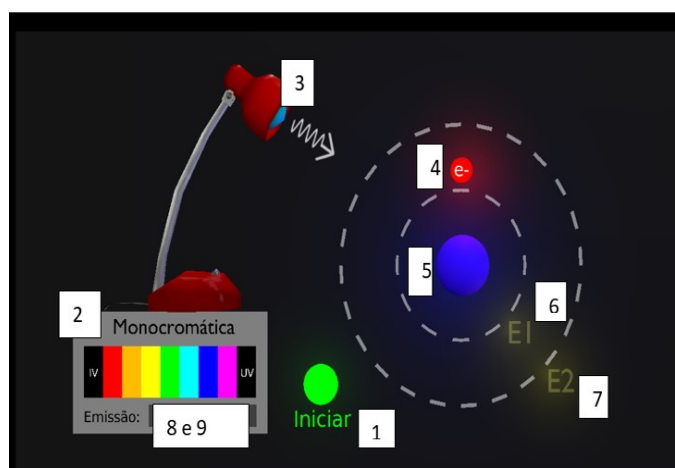 3
4
e-
5
2
Monocromática
IV
UV
Emissão:
8 e 9
6
E1
E2
7
Iniciar
1